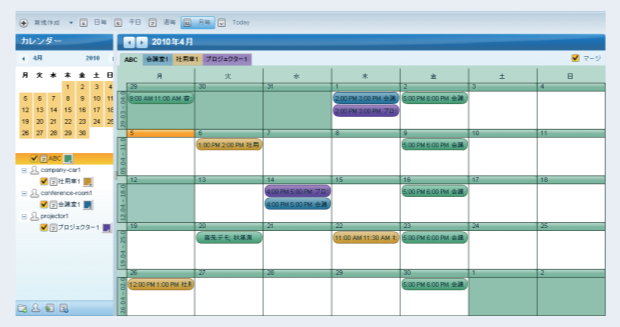 新規作成 日毎 平日 週毎 月毎 Today
カレンダー
2010年4月
4月 2010
ABC 会議室1 社用車1 プロジェクター1 マージ
月 火 水 木 金 土 日
1 2 3 4
5 6 7 8 9 10 11
12 13 14 15 16 17 18
19 20 21 22 23 24 25
26 27 28 29 30
ABC
company-car1
社用車1
conference-room1
会議室1
projector1
プロジェクター1
月 火 水 木 金 土 日
29 30 31 1 2 3 4
9:00 AM 11:00 AM
2:00 PM 3:00 PM 会議
5:00 PM 6:00 PM 会議
2:00 PM 3:00 PM プロ
5 6 7 8 9 10 11
1:00 PM 2:00 PM 社用
5:00 PM 6:00 PM 会議
12 13 14 15 16 17 18
4:00 PM 5:00 PM プロ
5:00 PM 6:00 PM 会議
4:00 PM 5:00 PM 会議
19 20 21 22 23 24 25
11:00 AM 11:30 AM
5:00 PM 6:00 PM 会議
26 27 28 29 30 1 2
12:00 PM 1:00 PM 社用
5:00 PM 6:00 PM 会議